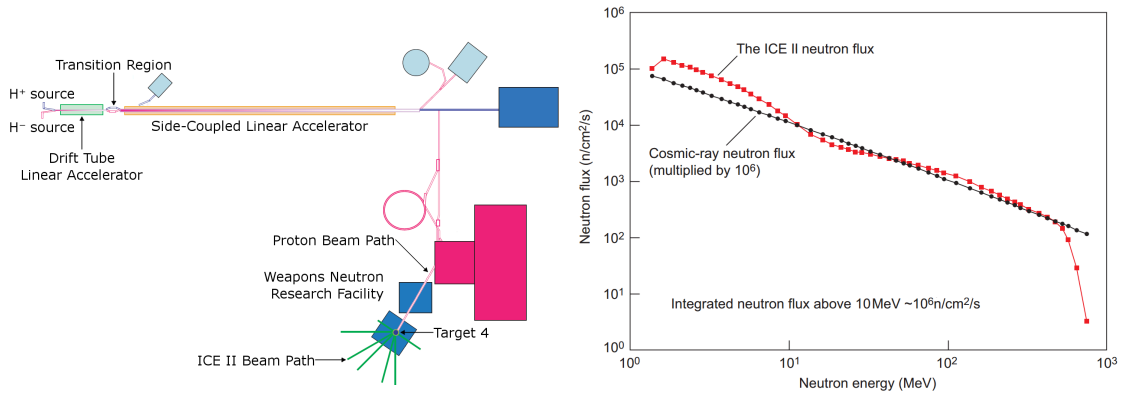 Transition Region
H⁺ source
H⁻ source
Side-Coupled Linear Accelerator
Drift Tube
Linear Accelerator
Proton Beam Path
Weapons Neutron
Research Facility
Target 4
ICE II Beam Path
Neutron flux (n/cm²/s)
10⁶
10⁵
10⁴
10³
10²
10¹
10⁰
The ICE II neutron flux
Cosmic-ray neutron flux
(multiplied by 10⁶)
Integrated neutron flux above 10 MeV ~10⁶n/cm²/s
10⁰ 10¹ 10² 10³
Neutron energy (MeV)